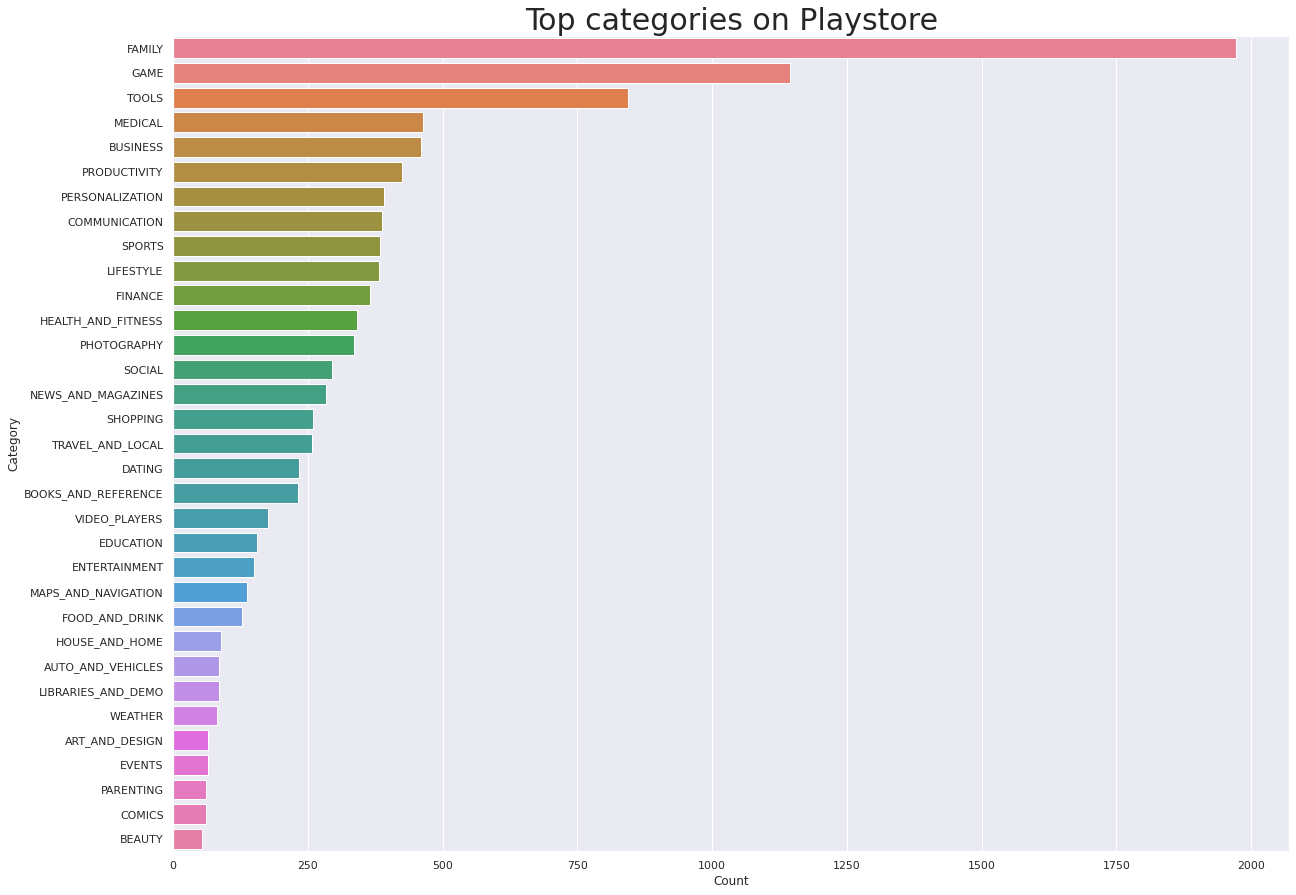 Top categories on Playstore
FAMILY
GAME
TOOLS
MEDICAL
BUSINESS
PRODUCTIVITY
PERSONALIZATION
COMMUNICATION
SPORTS
LIFESTYLE
FINANCE
HEALTH_AND_FITNESS
PHOTOGRAPHY
SOCIAL
NEWS_AND_MAGAZINES
SHOPPING
TRAVEL_AND_LOCAL
DATING
BOOKS_AND_REFERENCE
VIDEO_PLAYERS
EDUCATION
ENTERTAINMENT
MAPS_AND_NAVIGATION
FOOD_AND_DRINK
HOUSE_AND_HOME
AUTO_AND_VEHICLES
LIBRARIES_AND_DEMO
WEATHER
ART_AND_DESIGN
EVENTS
PARENTING
COMICS
BEAUTY
Category
0 250 500 750 1000 1250 1500 1750 2000
Count